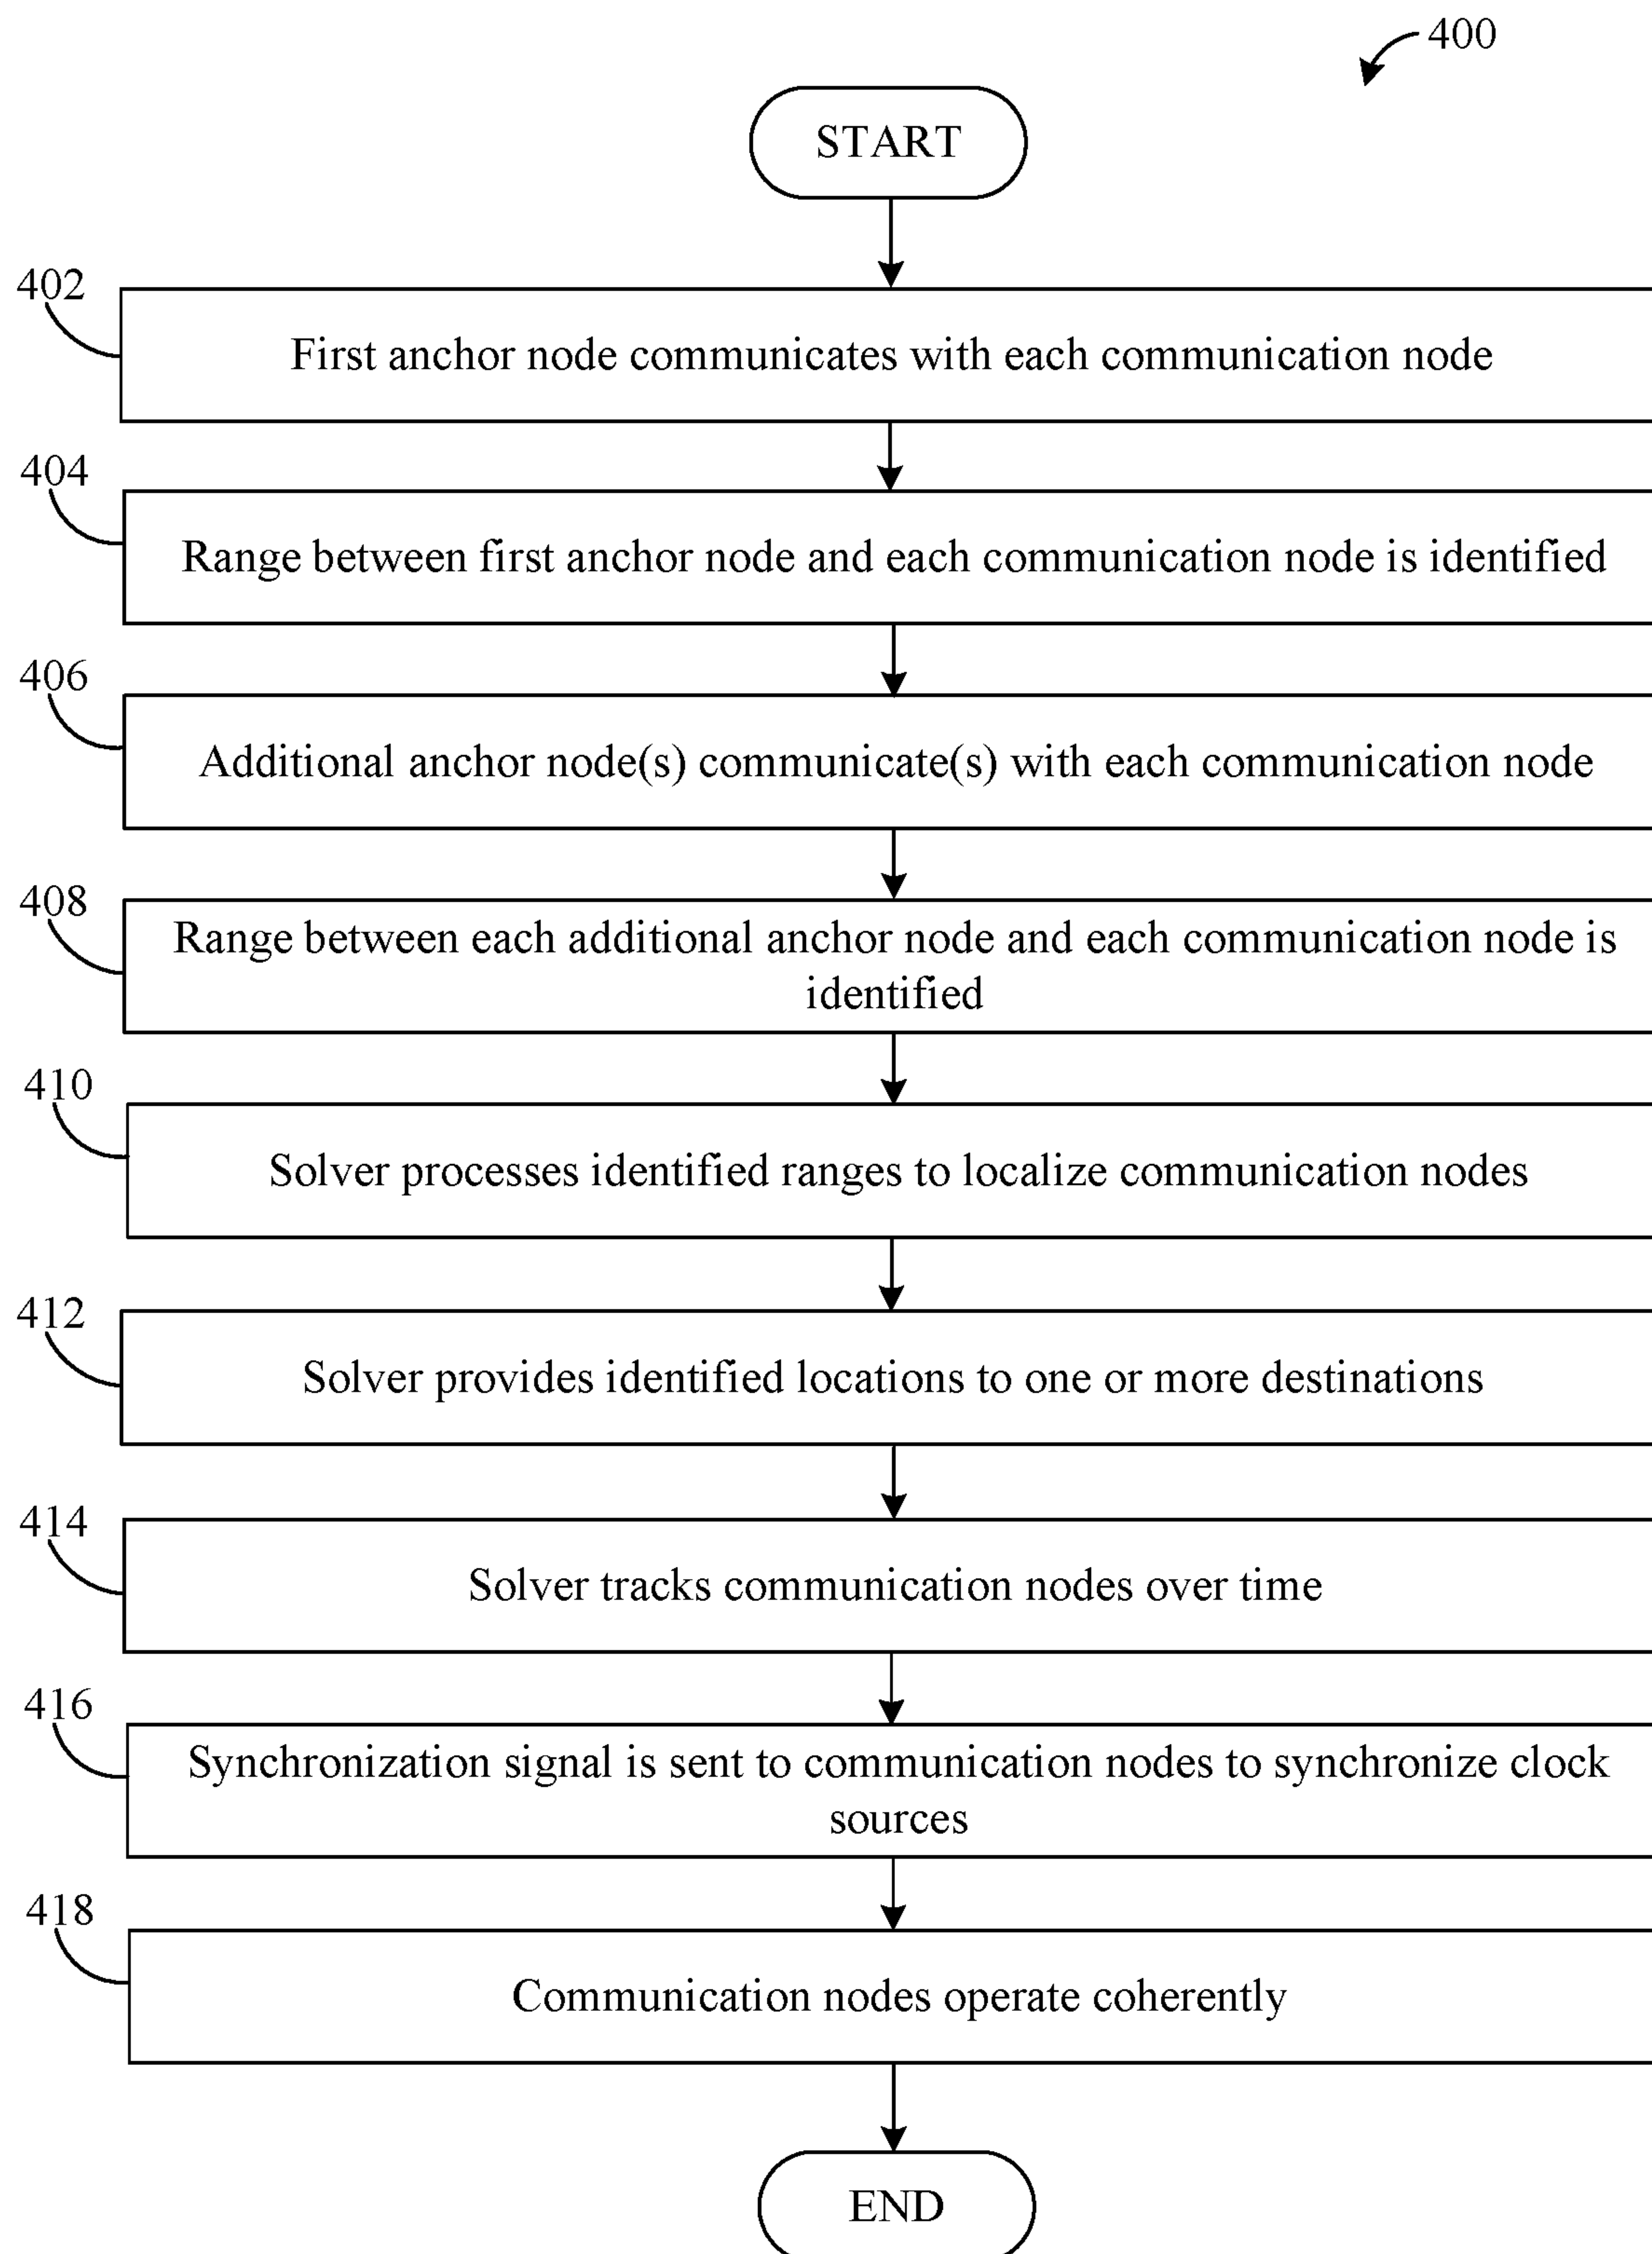 400
START
402
First anchor node communicates with each communication node
404
Range between first anchor node and each communication node is identified
406
Additional anchor node(s) communicate(s) with each communication node
408
Range between each additional anchor node and each communication node is
identified
410
Solver processes identified ranges to localize communication nodes
412
Solver provides identified locations to one or more destinations
414
Solver tracks communication nodes over time
416
Synchronization signal is sent to communication nodes to synchronize clock
sources
418
Communication nodes operate coherently
END